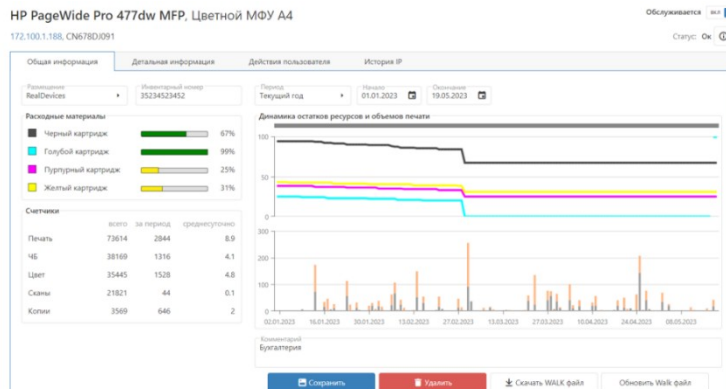 HP PageWide Pro 477dw MFP, Цветной МФУ A4
Обслуживается вкл
172.100.1.188, CN678DJ091
Статус: Ок
Общая информация Детальная информация Действия пользователя История IP
Размещение Инвентарный номер Период Начало Окончание
RealDevices 35234523452 Текущий год 01.01.2023 19.05.2023
Расходные материалы
Черный картридж 67%
Голубой картридж 99%
Пурпурный картридж 25%
Желтый картридж 31%
Счетчики
всего за период среднесуточно
Печать 73614 2844 8.9
ЧБ 38169 1316 4.1
Цвет 35445 1528 4.8
Сканы 21821 44 0.1
Копии 3569 646 2
Динамика остатков ресурсов и объемов печати
100
50
0
300
200
100
0
02.01.2023 16.01.2023 30.01.2023 13.02.2023 27.02.2023 13.03.2023 27.03.2023 10.04.2023 24.04.2023 08.05.2023
Комментарий
Бухгалтерия
Сохранить Удалить Скачать WALK файл Обновить Walk файл